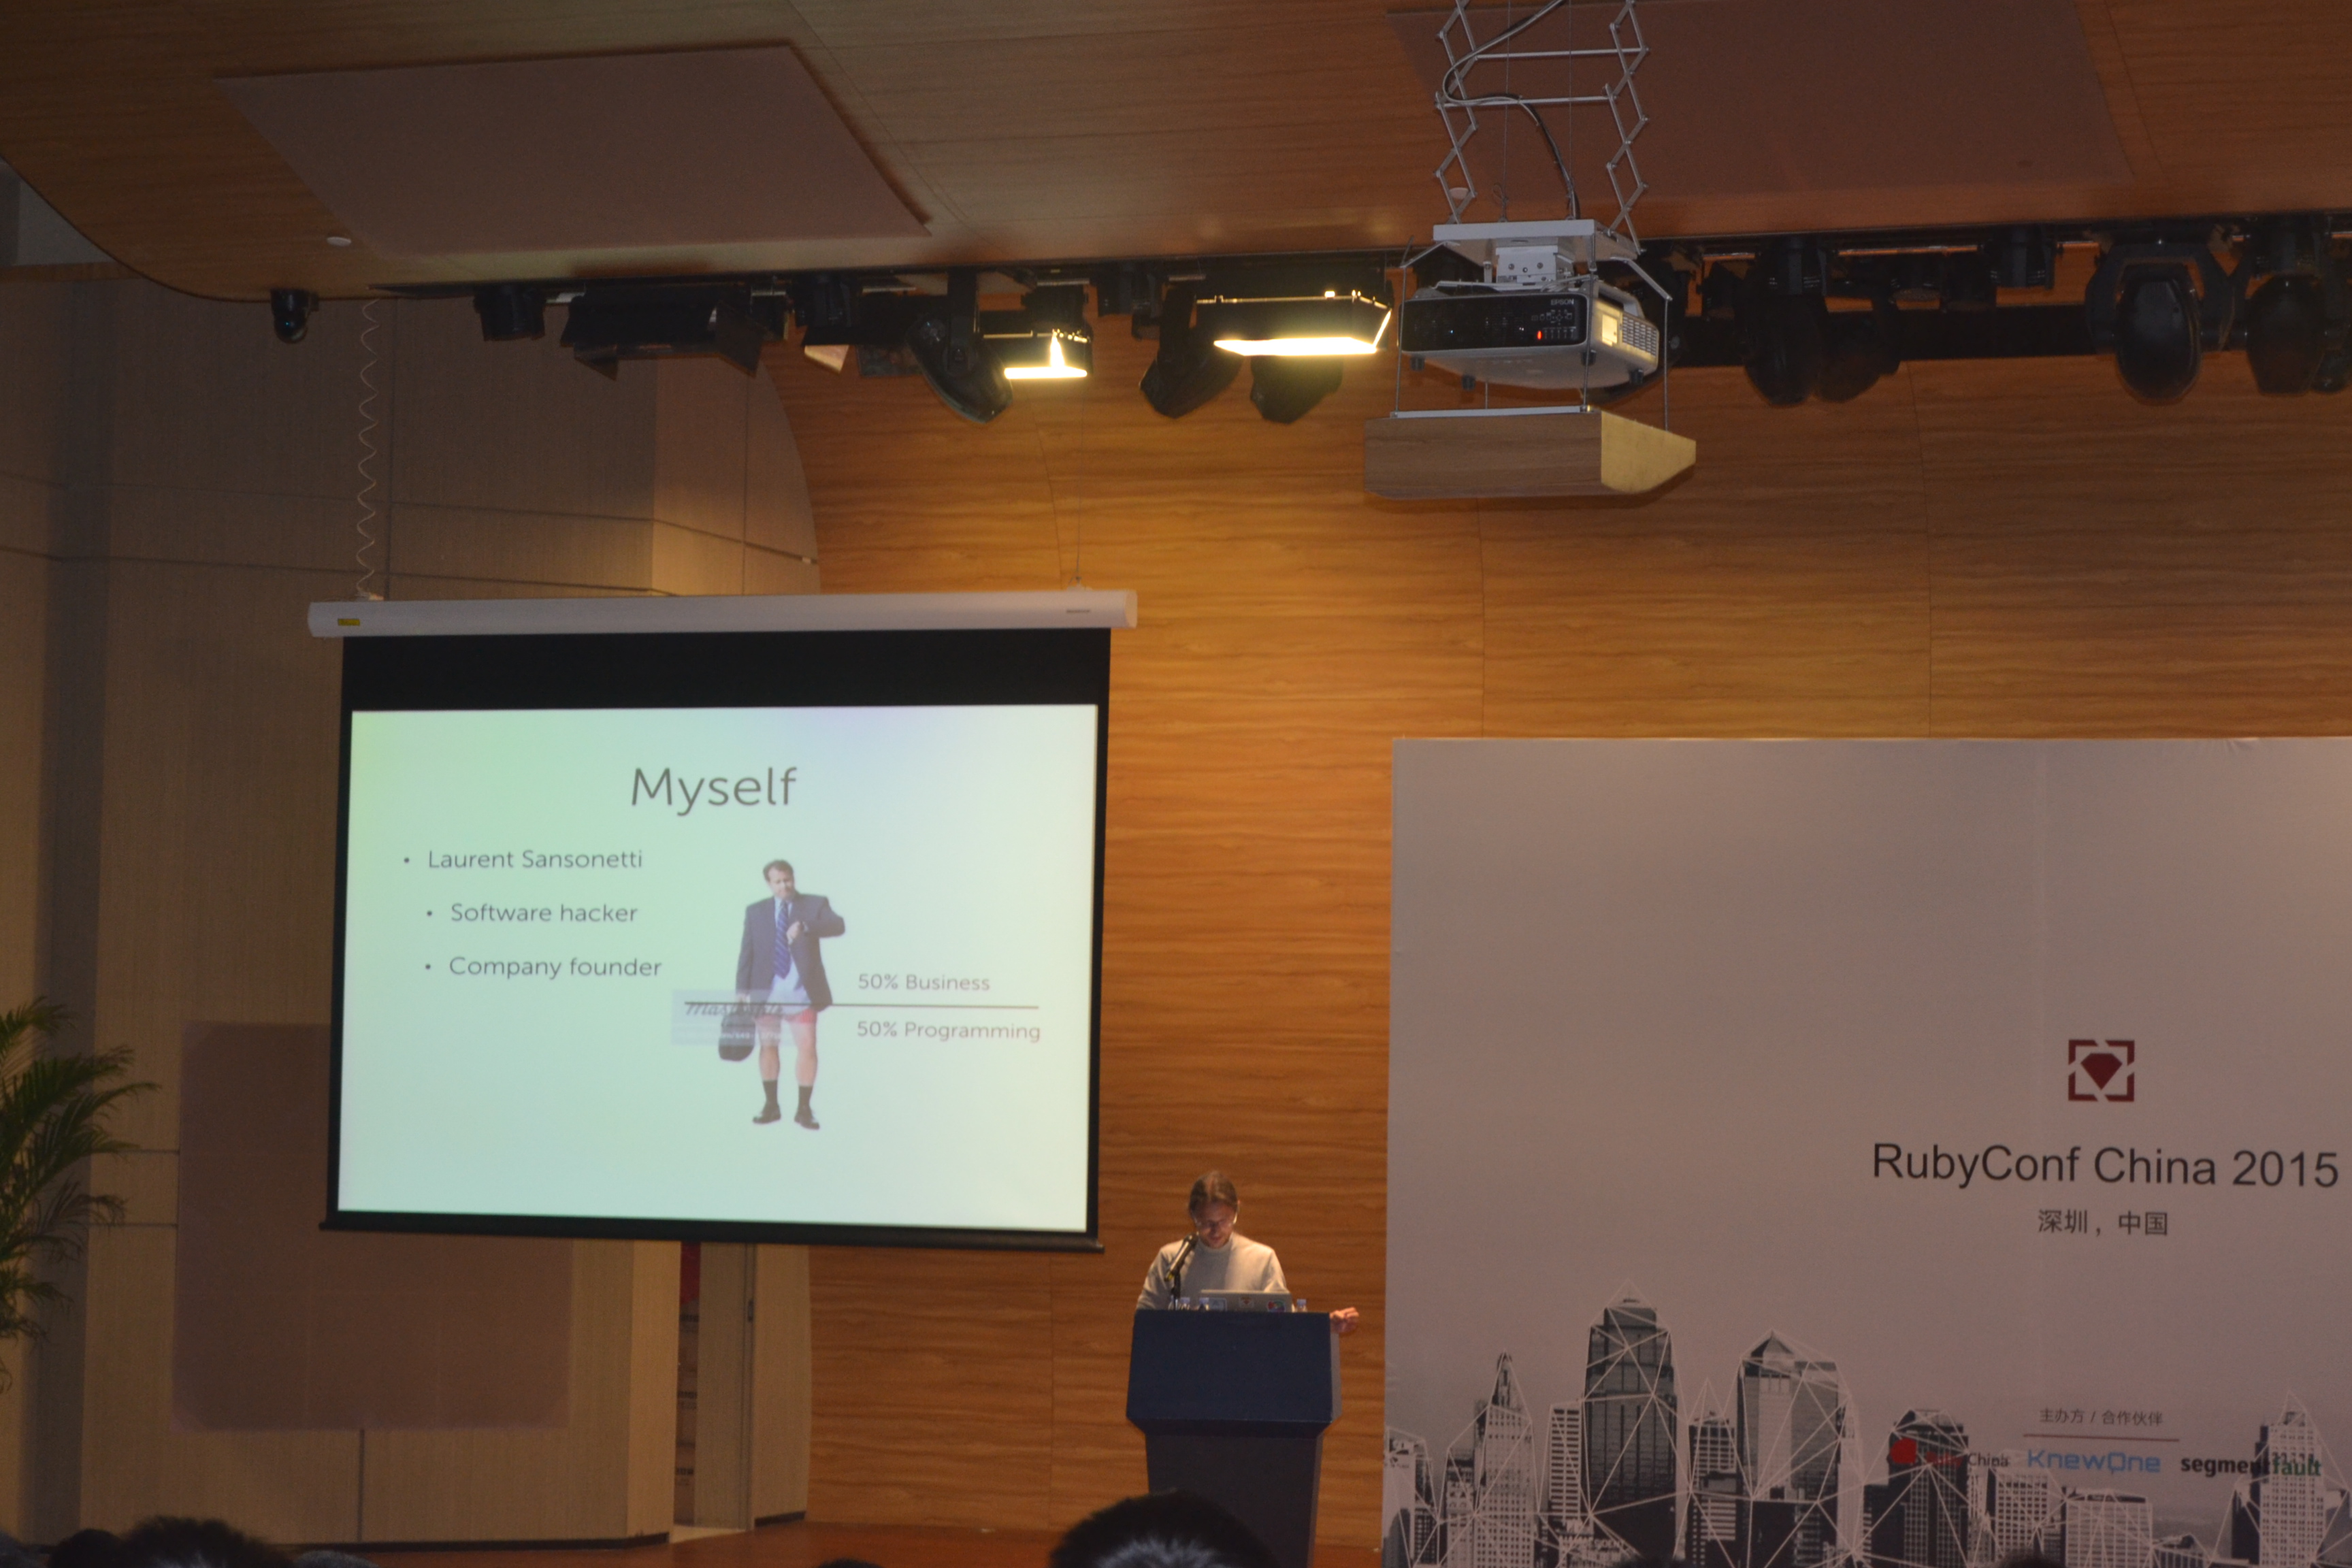 EPSON
Myself
• Laurent Sansonetti
• Software hacker
• Company founder
50% Business
50% Programming
RubyConf China 2015
深圳，中国
主办方 / 合作伙伴
China
KnewOne
segmentfault